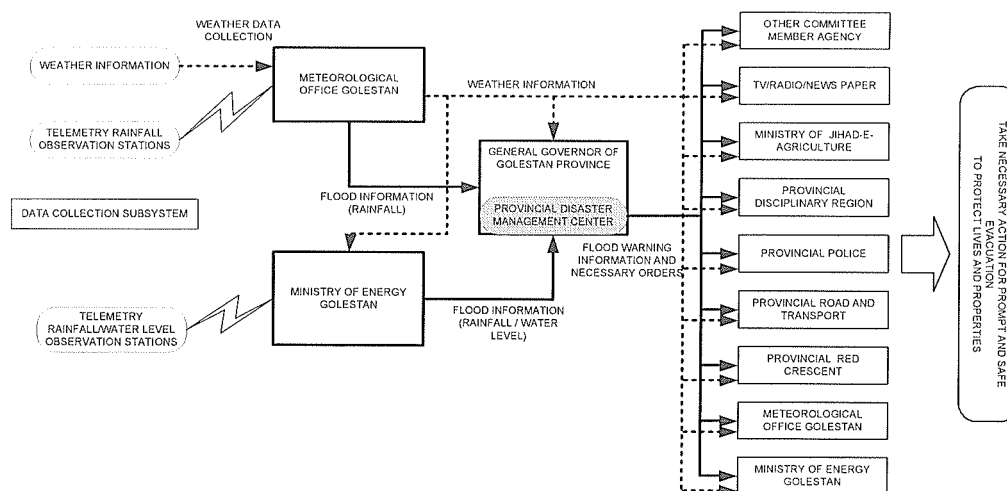 WEATHER DATA
COLLECTION
WEATHER INFORMATION
TELEMETRY RAINFALL
OBSERVATION STATIONS
DATA COLLECTION SUBSYSTEM
TELEMETRY
RAINFALL/WATER LEVEL
OBSERVATION STATIONS
METEOROLOGICAL
OFFICE GOLESTAN
WEATHER INFORMATION
FLOOD INFORMATION
(RAINFALL)
MINISTRY OF ENERGY
GOLESTAN
FLOOD INFORMATION
(RAINFALL / WATER
LEVEL)
GENERAL GOVERNOR OF
GOLESTAN PROVINCE
PROVINCIAL DISASTER
MANAGEMENT CENTER
FLOOD WARNING
INFORMATION AND
NECESSARY ORDERS
OTHER COMMITTEE
MEMBER AGENCY
TV/RADIO/NEWS PAPER
MINISTRY OF JIHAD-E-
AGRICULTURE
PROVINCIAL
DISCIPLINARY REGION
PROVINCIAL POLICE
PROVINCIAL ROAD AND
TRANSPORT
PROVINCIAL RED
CRESCENT
METEOROLOGICAL
OFFICE GOLESTAN
MINISTRY OF ENERGY
GOLESTAN
TAKE NECESSARY ACTION FOR PROMPT AND SAFE
EVACUATION
TO PROTECT LIVES AND PROPERTIES